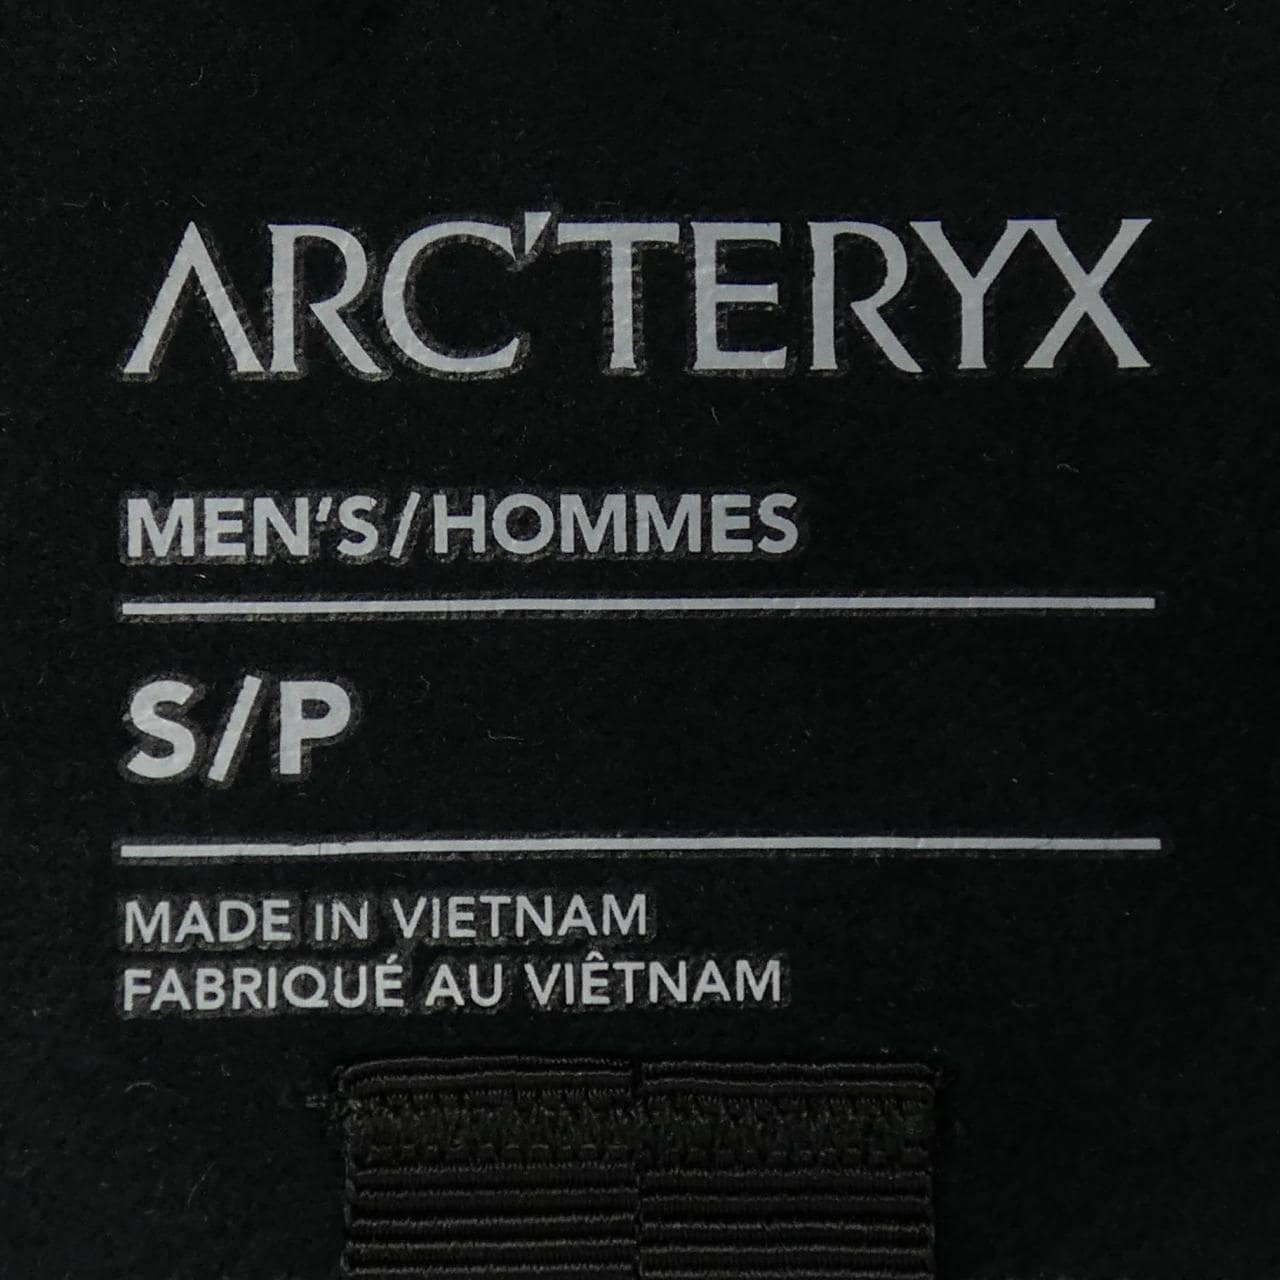 ARC'TERYX
MEN'S/HOMMES
S/P
MADE IN VIETNAM
FABRIQUÉ AU VIÊTNAM